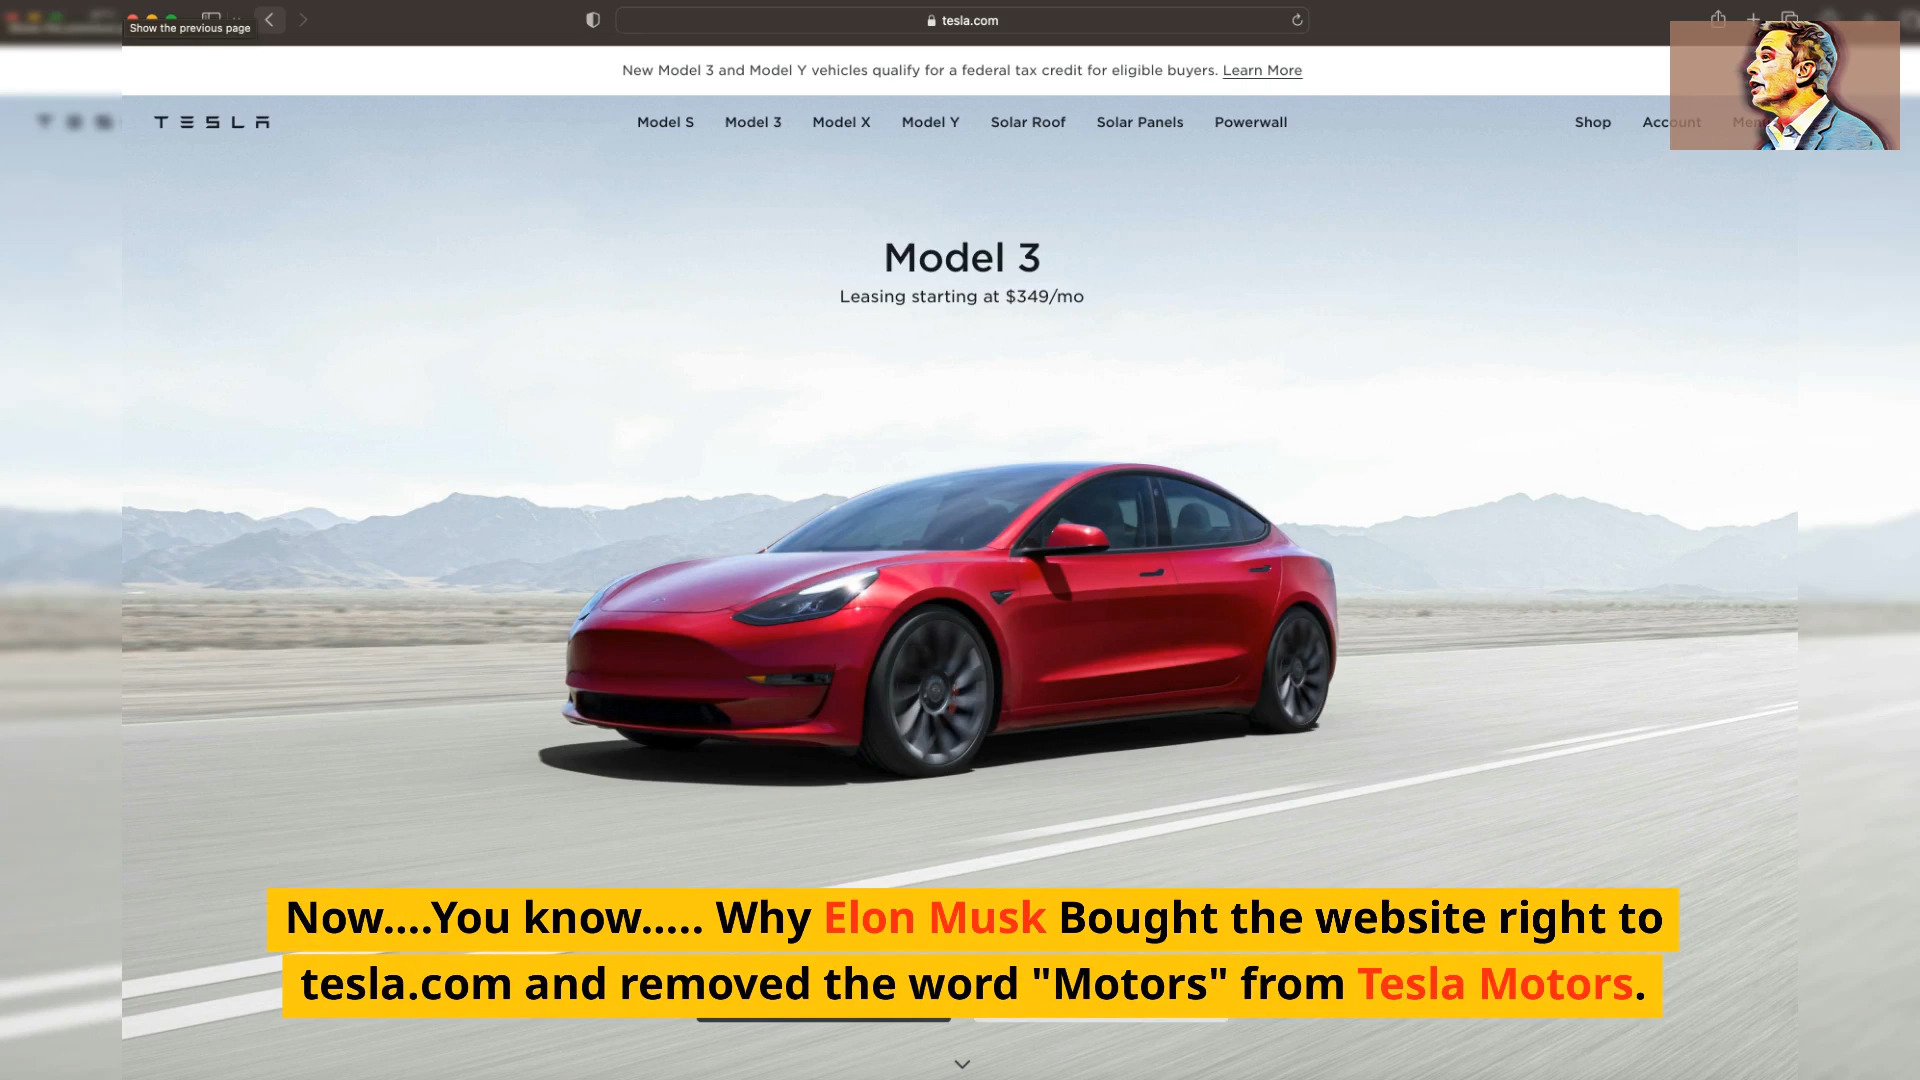 Show the previous page
tesla.com
New Model 3 and Model Y vehicles qualify for a federal tax credit for eligible buyers. Learn More
TESLA Model S Model 3 Model X Model Y Solar Roof Solar Panels Powerwall Shop Account
Model 3
Leasing starting at $349/mo
Now....You know..... Why Elon Musk Bought the website right to
tesla.com and removed the word "Motors" from Tesla Motors.